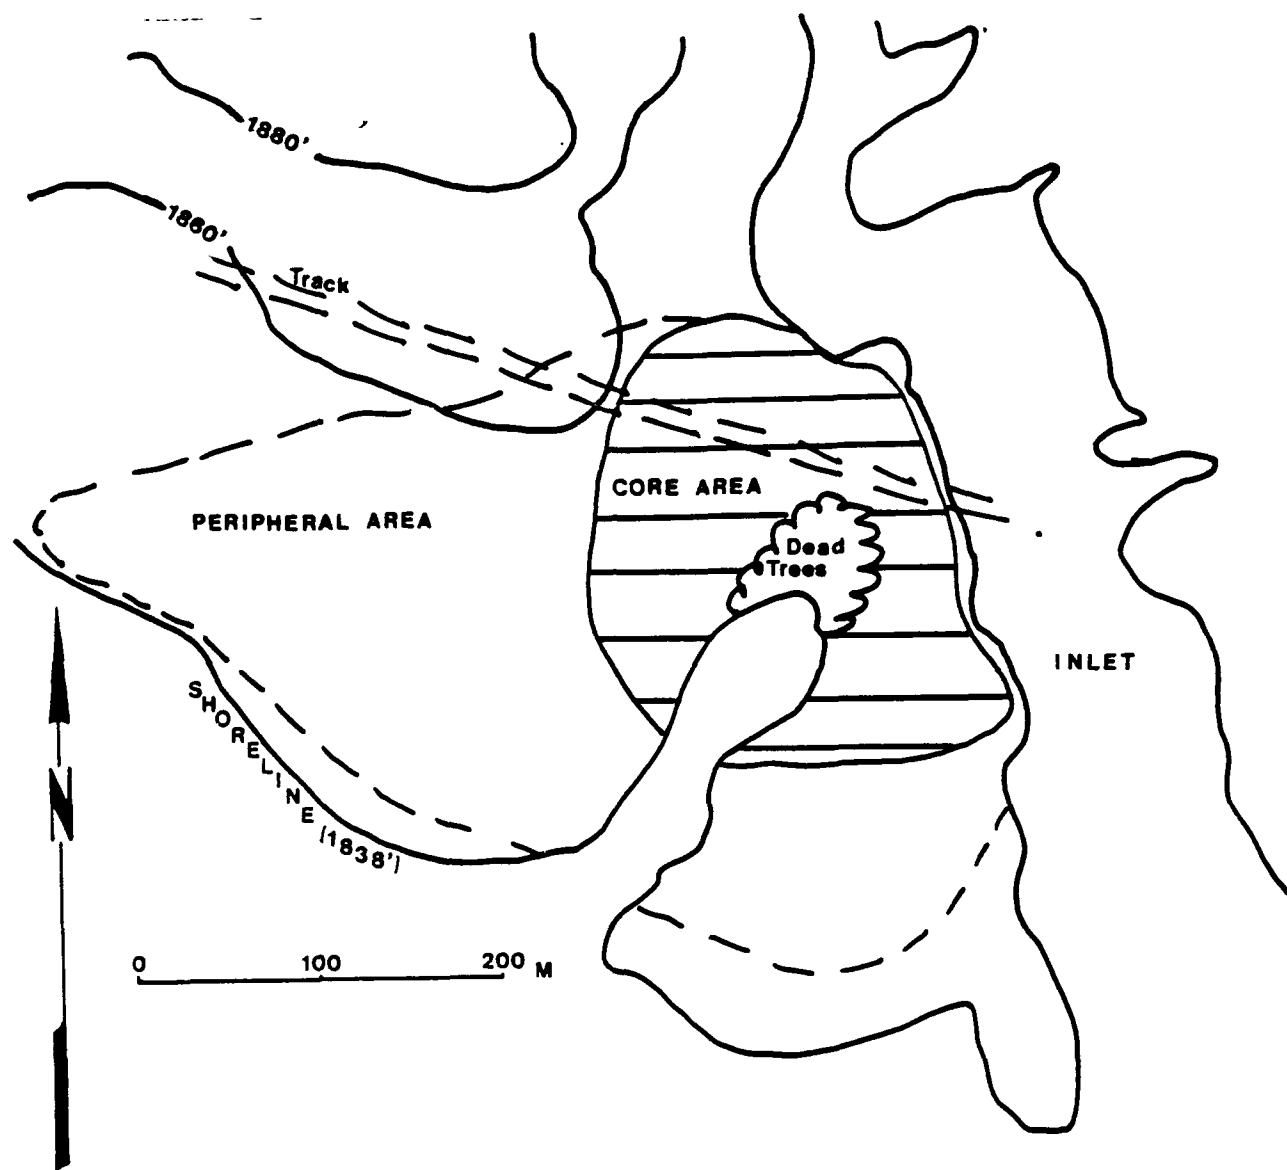 1880'
1860'
Track
CORE AREA
PERIPHERAL AREA
Dead
Trees
INLET
SHORELINE (1838')
N
0 100 200 M